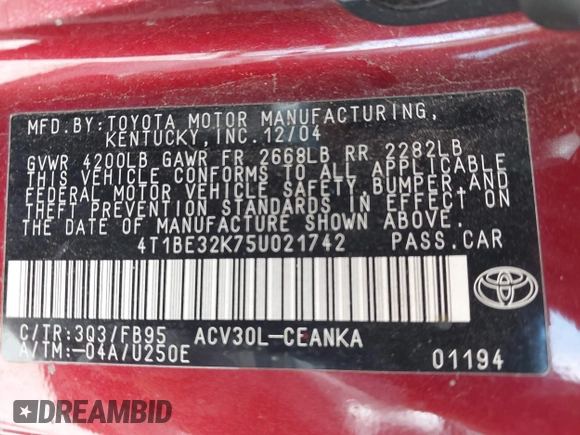 MFD.BY:TOYOTA MOTOR MANUFACTURING,
KENTUCKY, INC.12/04
GVWR 4200LB GAWR FR 2668LB RR 2282LB
THIS VEHICLE CONFORMS TO ALL APPLICABLE
FEDERAL MOTOR VEHICLE SAFETY, BUMPER,AND
THEFT PREVENTION STANDARDS IN EFFECT ON
THE DATE OF MANUFACTURE SHOWN ABOVE.
4T1BE32K75U021742 PASS.CAR
C/TR:3Q3/FB95 ACV30L-CEANKA
A/TM:-04A/U250E 01194
DREAMBID